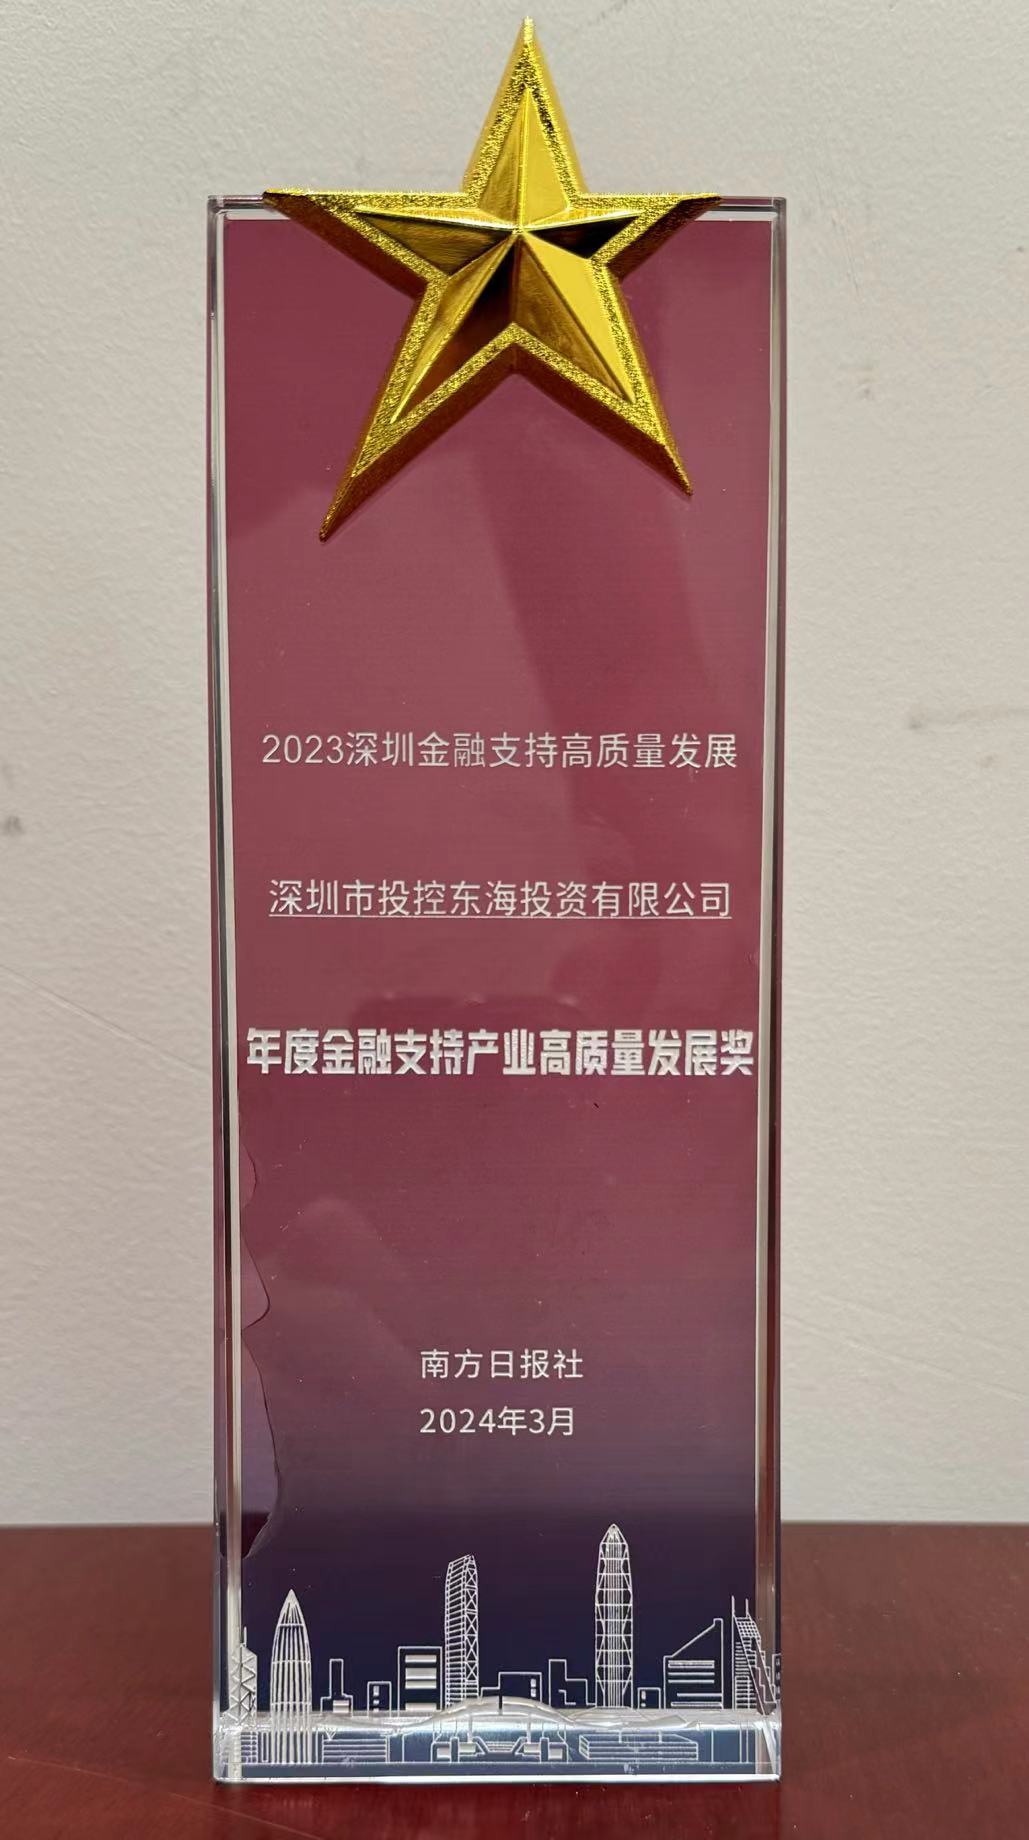 2023深圳金融支持高质量发展
深圳市投控东海投资有限公司
年度金融支持产业高质量发展奖
南方日报社
2024年3月